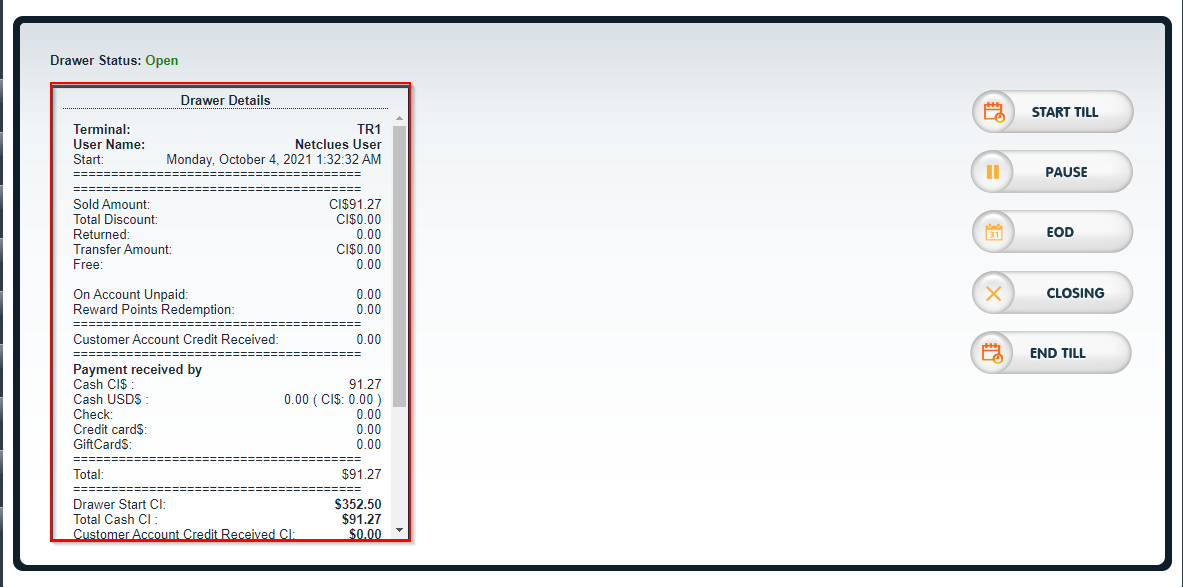 Drawer Status: Open
Drawer Details
Terminal: TR1
User Name: Netclues User
Start: Monday, October 4, 2021 1:32:32 AM
======================================
======================================
Sold Amount: CI$91.27
Total Discount: CI$0.00
Returned: 0.00
Transfer Amount: CI$0.00
Free: 0.00
On Account Unpaid: 0.00
Reward Points Redemption: 0.00
======================================
Customer Account Credit Received: 0.00
======================================
Payment received by
Cash CI$ : 91.27
Cash USD$ : 0.00 ( CI$: 0.00 )
Check: 0.00
Credit card$: 0.00
GiftCard$: 0.00
======================================
Total: $91.27
======================================
Drawer Start CI: $352.50
Total Cash CI : $91.27
Customer Account Credit Received CI: $0.00
START TILL
PAUSE
31
EOD
CLOSING
END TILL